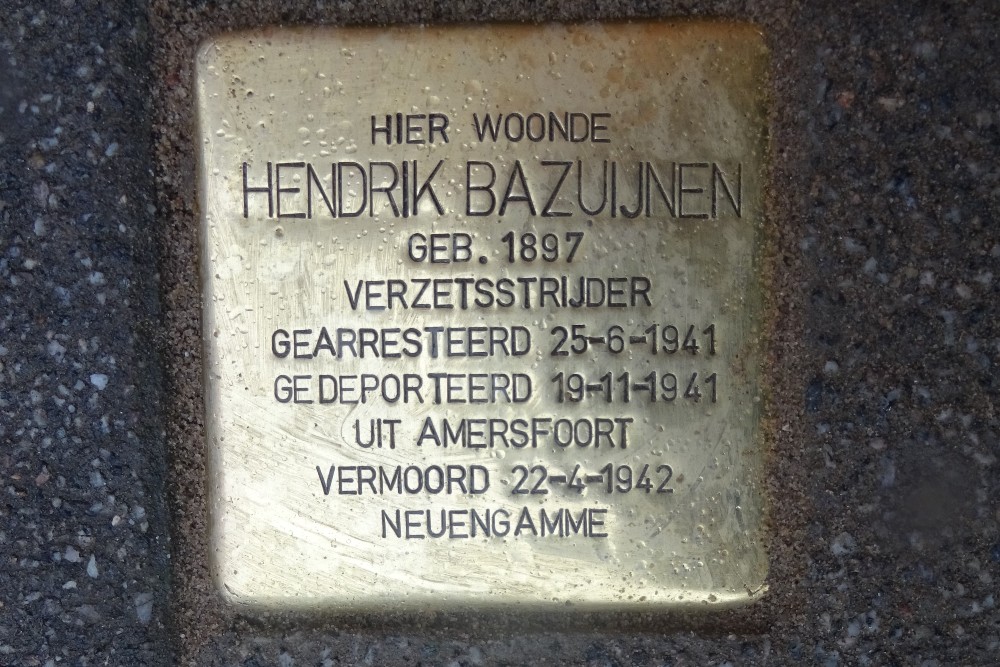 HIER WOONDE
HENDRIK BAZUIJNEN
GEB. 1897
VERZETSSTRIJDER
GEARRESTEERD 25-6-1941
GEDEPORTEERD 19-11-1941
UIT AMERSFOORT
VERMOORD 22-4-1942
NEUENGAMME